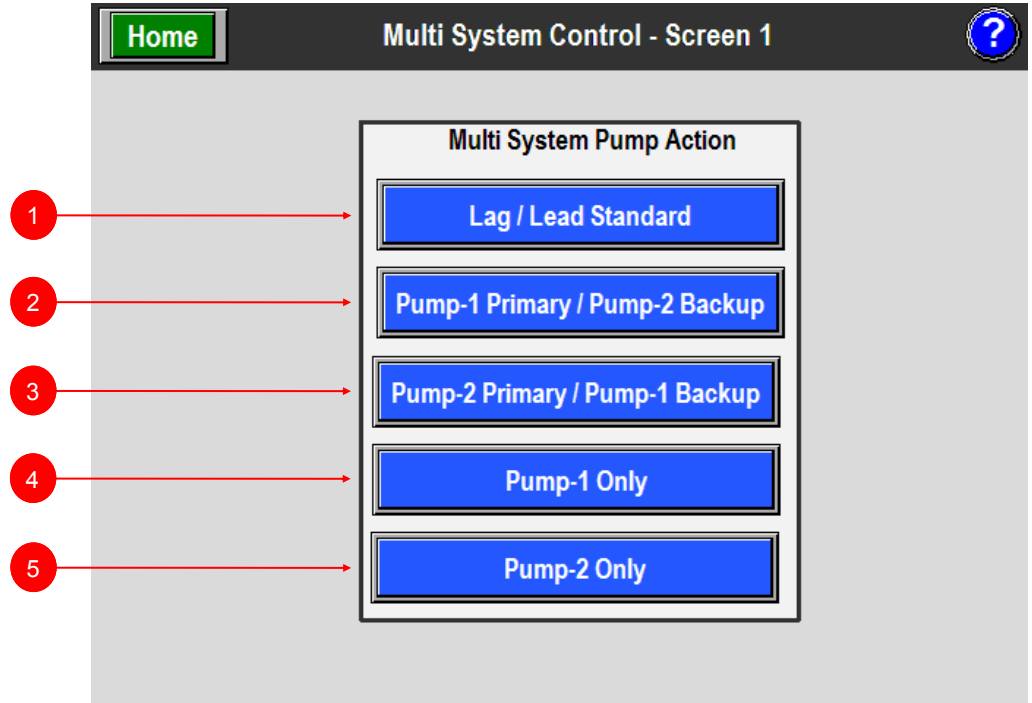 Home
Multi System Control - Screen 1
?
Multi System Pump Action
1
Lag / Lead Standard
2
Pump-1 Primary / Pump-2 Backup
3
Pump-2 Primary / Pump-1 Backup
4
Pump-1 Only
5
Pump-2 Only